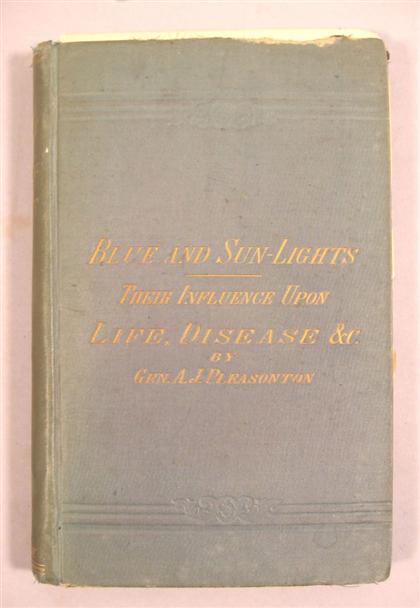 BLUE AND SUN-LIGHTS
THEIR INFLUENCE UPON
LIFE, DISEASE &C.
BY
GEN. A. J. PLEASONTON